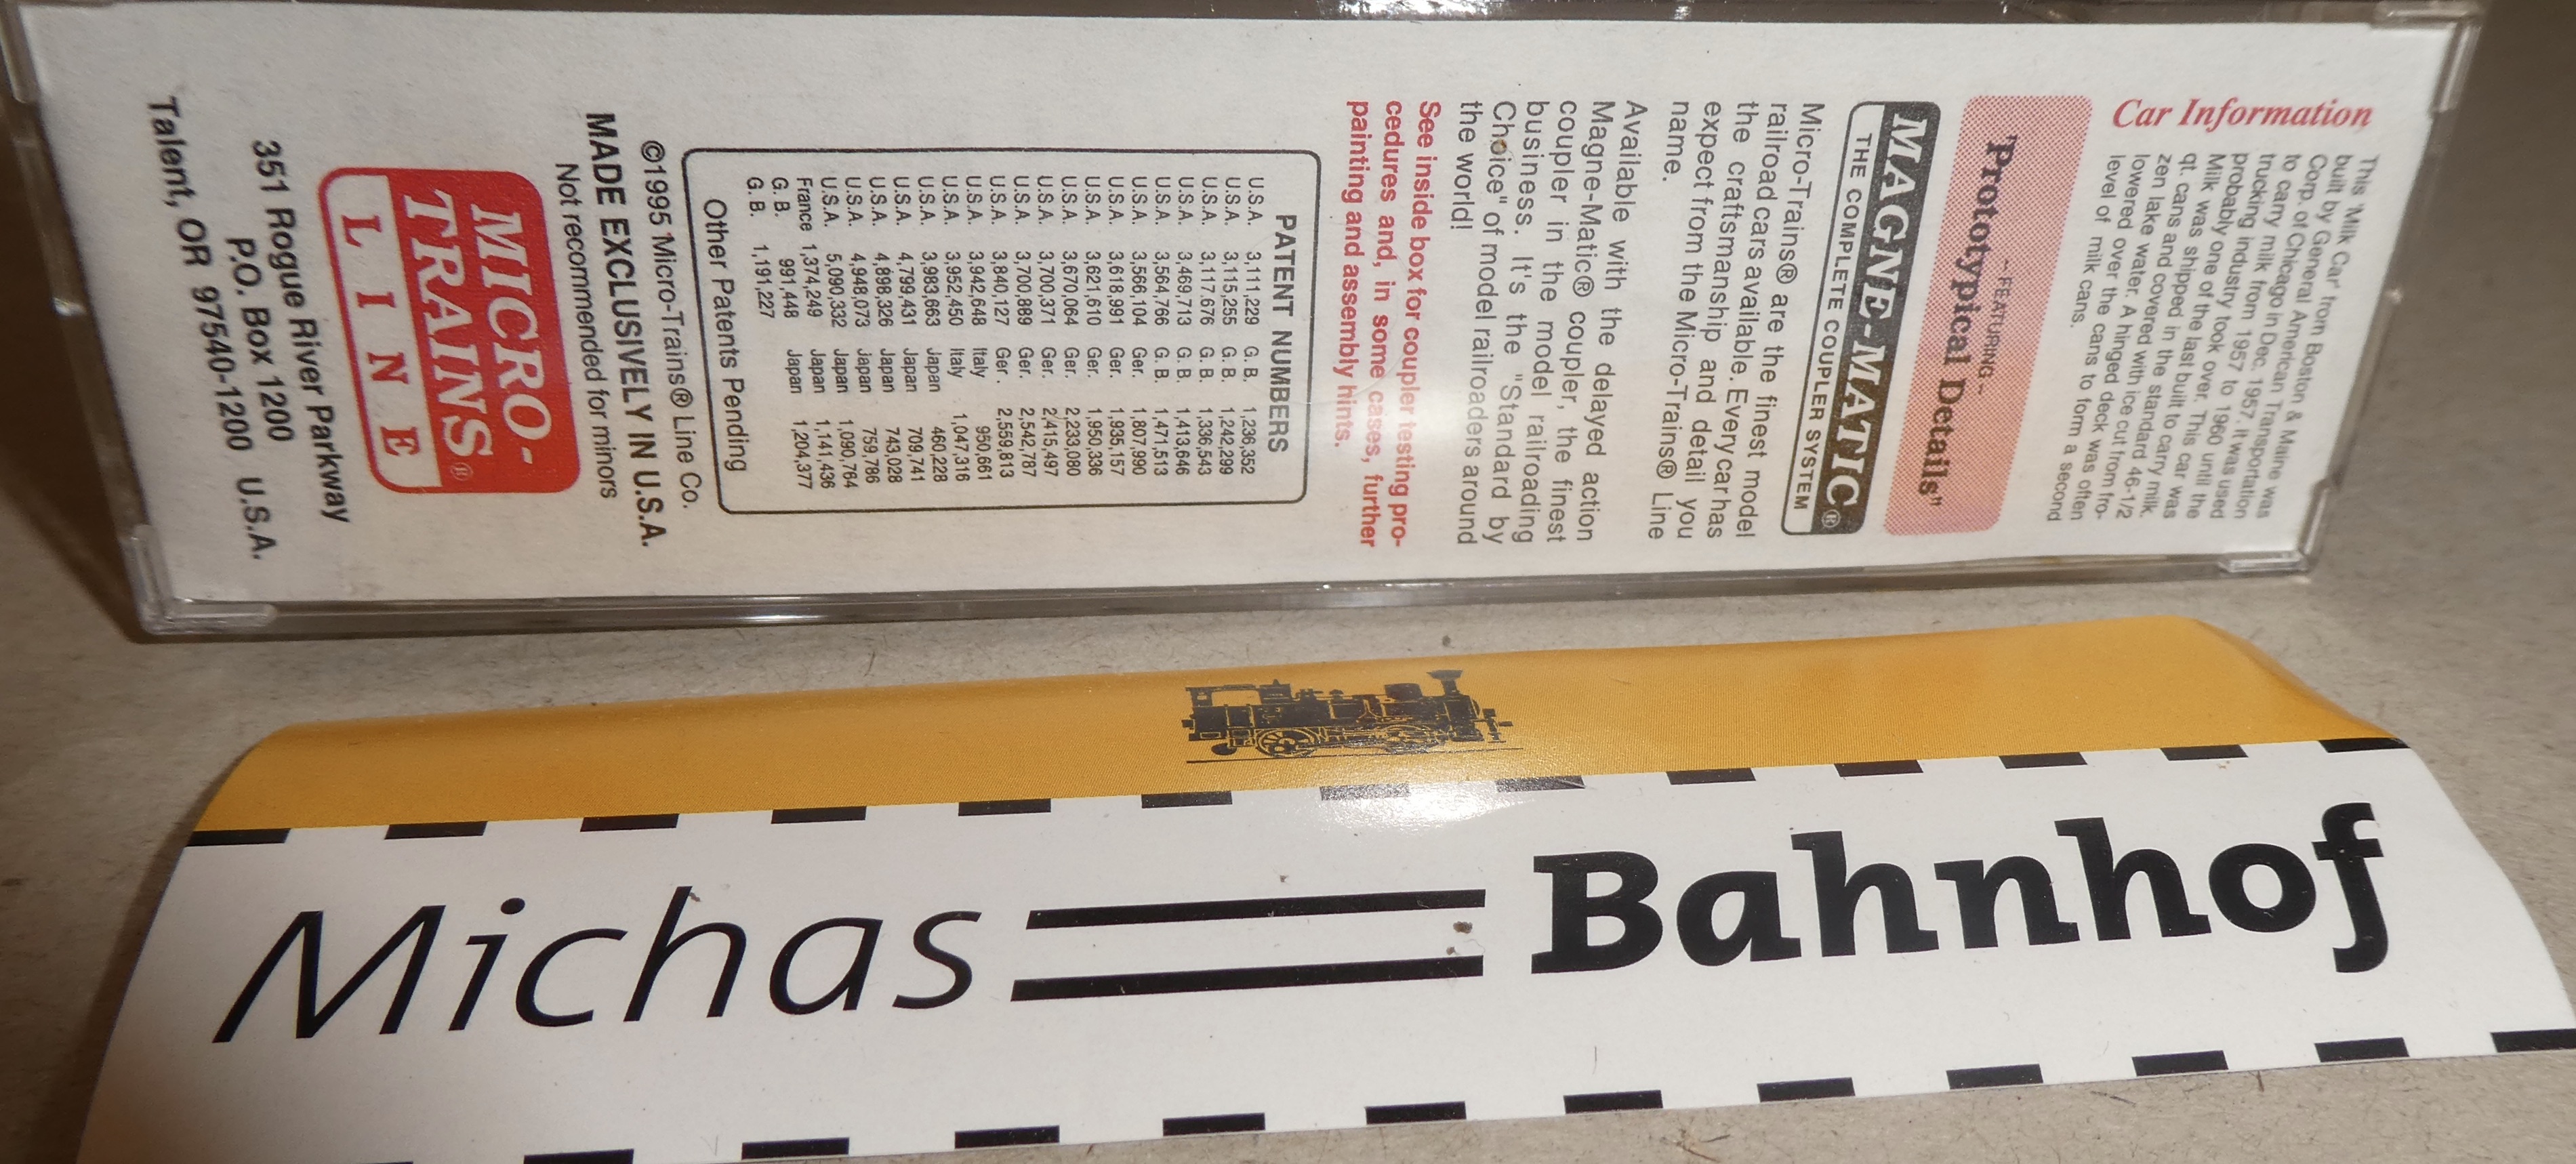 Car Information
This 'Milk Car' from Boston & Maine was
built by General American Transportation
Corp. of Chicago in Dec. 1957. It was used
to carry milk from 1957 to 1960 until the
trucking industry took over. This car was
probably one of the last built to carry milk.
Milk was shipped in the standard 46-1/2
qt. cans and covered with ice cut from fro-
zen lake water. A hinged deck was often
lowered over the cans to form a second
level of milk cans.
–FEATURING–
"Prototypical Details"
MAGNE-MATIC®
THE COMPLETE COUPLER SYSTEM
Micro-Trains® are the finest model
railroad cars available. Every car has
the craftsmanship and detail you
expect from the Micro-Trains® Line
name.
Available with the delayed action
Magne-Matic® coupler, the finest
coupler in the model railroading
business. It's the "Standard by
Choice" of model railroaders around
the world!
See inside box for coupler testing pro-
cedures and, in some cases, further
painting and assembly hints.
PATENT NUMBERS
U.S.A. 3,111,229 G. B. 1,236,352
U.S.A. 3,115,255 G. B. 1,242,299
U.S.A. 3,117,676 G. B. 1,336,543
U.S.A. 3,469,713 G. B. 1,413,646
U.S.A. 3,564,766 G. B. 1,471,513
U.S.A. 3,566,104 Ger. 1,807,990
U.S.A. 3,618,991 Ger. 1,935,157
U.S.A. 3,621,610 Ger. 1,950,336
U.S.A. 3,670,064 Ger. 2,233,080
U.S.A. 3,700,371 Ger. 2,415,497
U.S.A. 3,700,889 Ger. 2,542,787
U.S.A. 3,840,127 Ger. 2,559,813
U.S.A. 3,942,648 Italy 950,661
U.S.A. 3,952,450 Italy 1,047,316
U.S.A. 3,983,663 Japan 460,228
U.S.A. 4,799,431 Japan 709,741
U.S.A. 4,898,326 Japan 743,028
U.S.A. 4,948,073 Japan 759,786
U.S.A. 5,090,332 Japan 1,090,764
France 1,374,249 Japan 1,141,436
G. B. 991,448 Japan 1,204,377
G. B. 1,191,227
Other Patents Pending
©1995 Micro-Trains® Line Co.
MADE EXCLUSIVELY IN U.S.A.
Not recommended for minors
MICRO-
TRAINS®
LINE
351 Rogue River Parkway
P.O. Box 1200
Talent, OR 97540-1200 U.S.A.
Michas Bahnhof